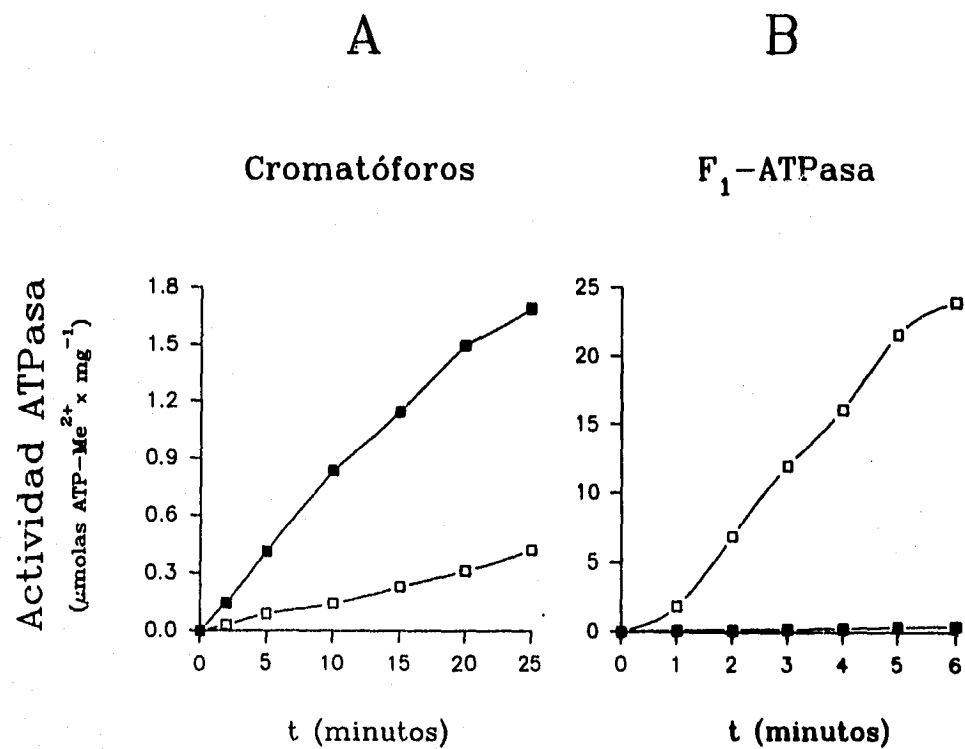 A
B
Cromatóforos
F1-ATPasa
Actividad ATPasa
(μmolas ATP-Me2+ x mg-1)
1.8
1.5
1.2
0.9
0.6
0.3
0.0
0 5 10 15 20 25
t (minutos)
25
20
15
10
5
0
0 1 2 3 4 5 6
t (minutos)